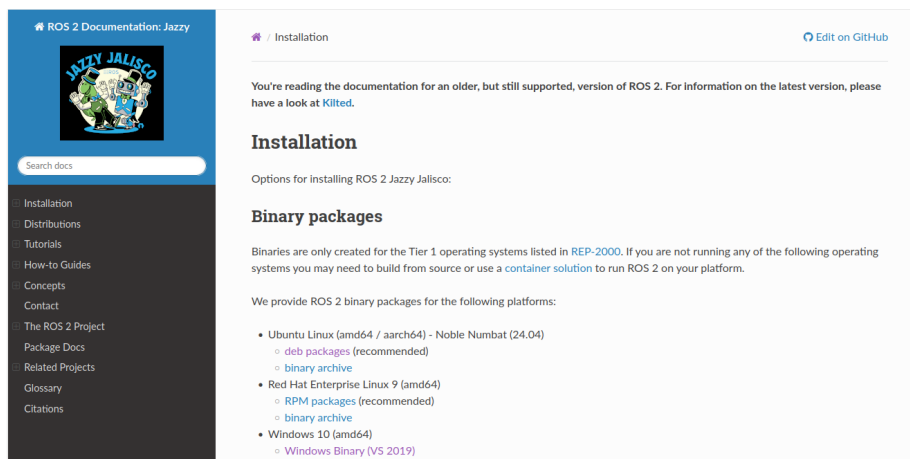 ROS 2 Documentation: Jazzy
JAZZY JALISCO
Search docs
Installation
Distributions
Tutorials
How-to Guides
Concepts
Contact
The ROS 2 Project
Package Docs
Related Projects
Glossary
Citations
/ Installation
Edit on GitHub
You're reading the documentation for an older, but still supported, version of ROS 2. For information on the latest version, please
have a look at Kilted.
Installation
Options for installing ROS 2 Jazzy Jalisco:
Binary packages
Binaries are only created for the Tier 1 operating systems listed in REP-2000. If you are not running any of the following operating
systems you may need to build from source or use a container solution to run ROS 2 on your platform.
We provide ROS 2 binary packages for the following platforms:
• Ubuntu Linux (amd64 / aarch64) - Noble Numbat (24.04)
◦ deb packages (recommended)
◦ binary archive
• Red Hat Enterprise Linux 9 (amd64)
◦ RPM packages (recommended)
◦ binary archive
• Windows 10 (amd64)
◦ Windows Binary (VS 2019)